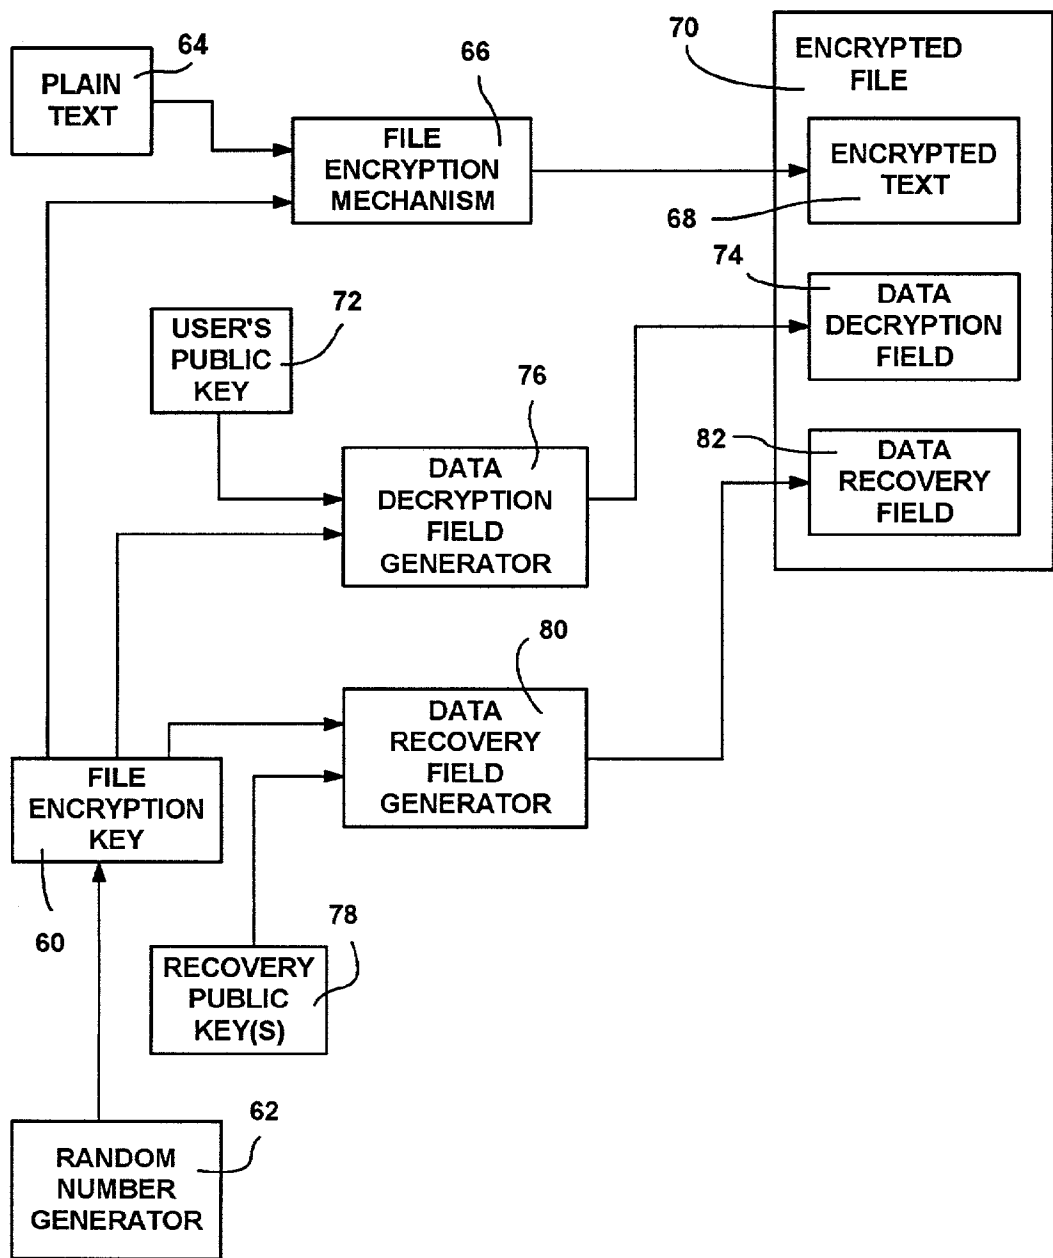 64
PLAIN
TEXT
66
FILE
ENCRYPTION
MECHANISM
70
ENCRYPTED
FILE
ENCRYPTED
TEXT
68
74
DATA
DECRYPTION
FIELD
82
DATA
RECOVERY
FIELD
72
USER'S
PUBLIC
KEY
76
DATA
DECRYPTION
FIELD
GENERATOR
80
DATA
RECOVERY
FIELD
GENERATOR
FILE
ENCRYPTION
KEY
60
78
RECOVERY
PUBLIC
KEY(S)
62
RANDOM
NUMBER
GENERATOR